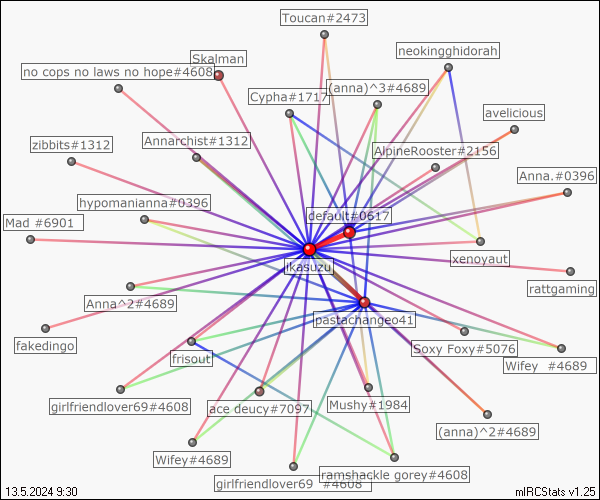 Toucan#2473
neokingghidorah
Skalman
no cops no laws no hope#4608
(anna)^3#4689
Cypha#1717
avelicious
zibbits#1312
Annarchist#1312
AlpineRooster#2156
Anna.#0396
hypomanianna#0396
default#0617
Mad #6901
xenoyaut
ikasuzu
rattgaming
Anna^2#4689
pastachangeo41
fakedingo
frisout
Soxy Foxy#5076
Wifey #4689
girlfriendlover69#4608
ace deucy#7097
Mushy#1984
(anna)^2#4689
Wifey#4689
ramshackle gorey#4608
girlfriendlover69 #4608
13.5.2024 9:30
mIRCStats v1.25